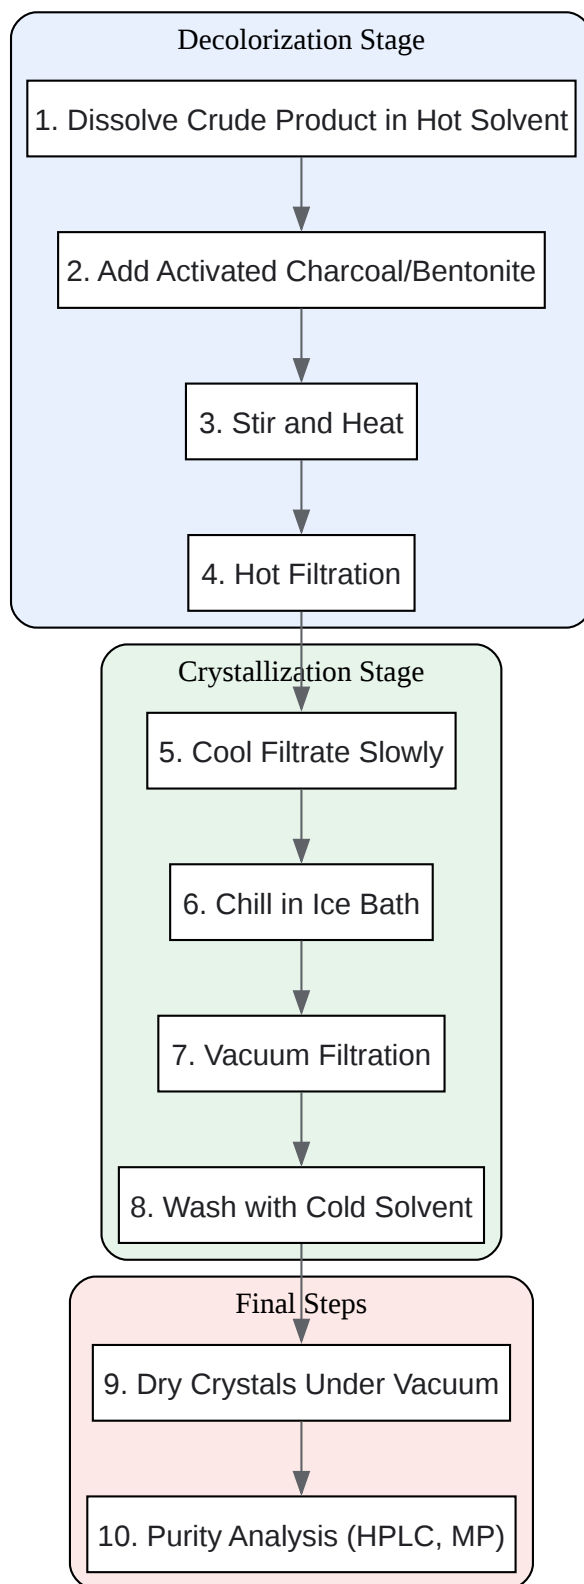 Decolorization Stage
1. Dissolve Crude Product in Hot Solvent
2. Add Activated Charcoal/Bentonite
3. Stir and Heat
4. Hot Filtration
Crystallization Stage
5. Cool Filtrate Slowly
6. Chill in Ice Bath
7. Vacuum Filtration
8. Wash with Cold Solvent
Final Steps
9. Dry Crystals Under Vacuum
10. Purity Analysis (HPLC, MP)